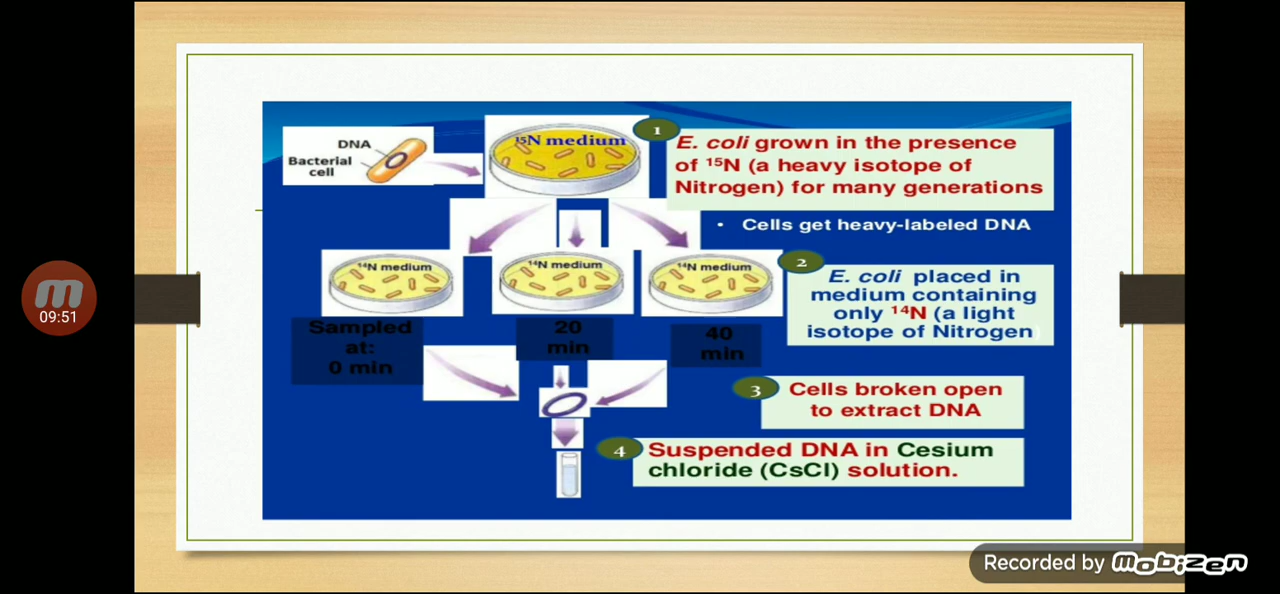 DNA
Bacterial
cell
15N medium
1
E. coli grown in the presence
of 15N (a heavy isotope of
Nitrogen) for many generations
• Cells get heavy-labeled DNA
14N medium
14N medium
14N medium
2
E. coli placed in
medium containing
only 14N (a light
isotope of Nitrogen)
Sampled
at:
0 min
20
min
40
min
3
Cells broken open
to extract DNA
4
Suspended DNA in Cesium
chloride (CsCl) solution.
09:51
Recorded by mobizen